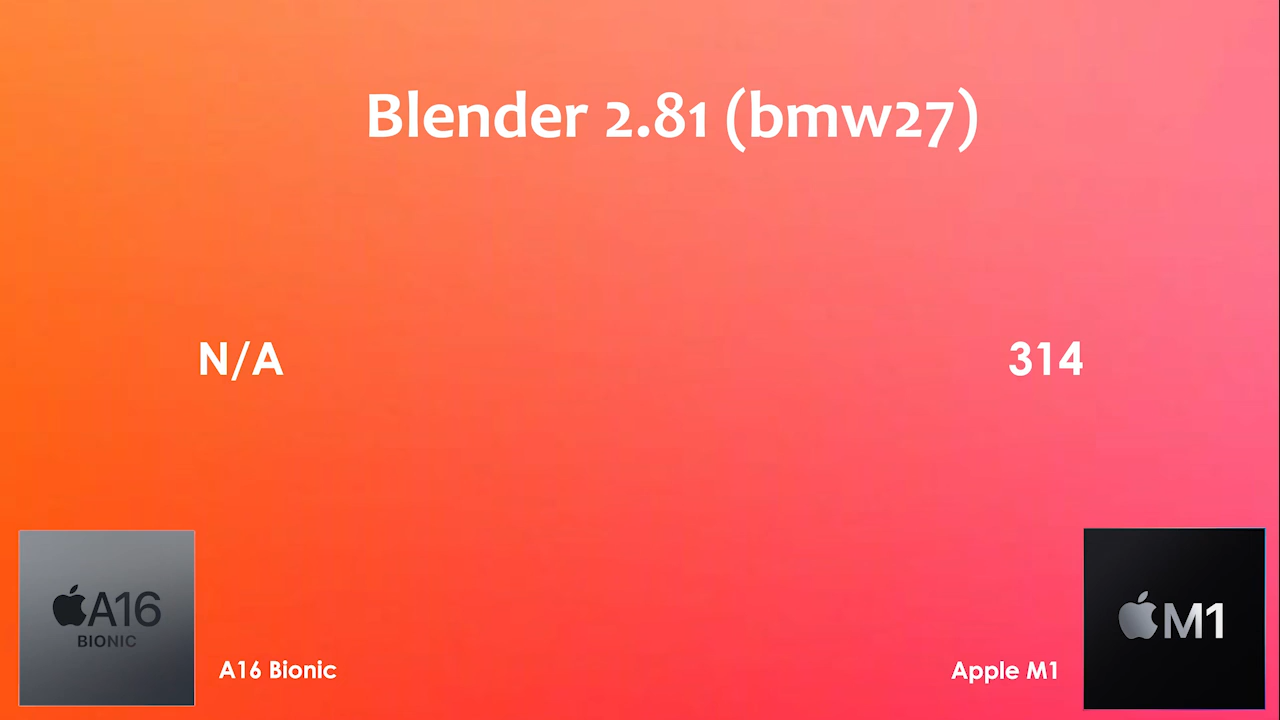 Blender 2.81 (bmw27)
N/A
314
A16
BIONIC
A16 Bionic
Apple M1
M1